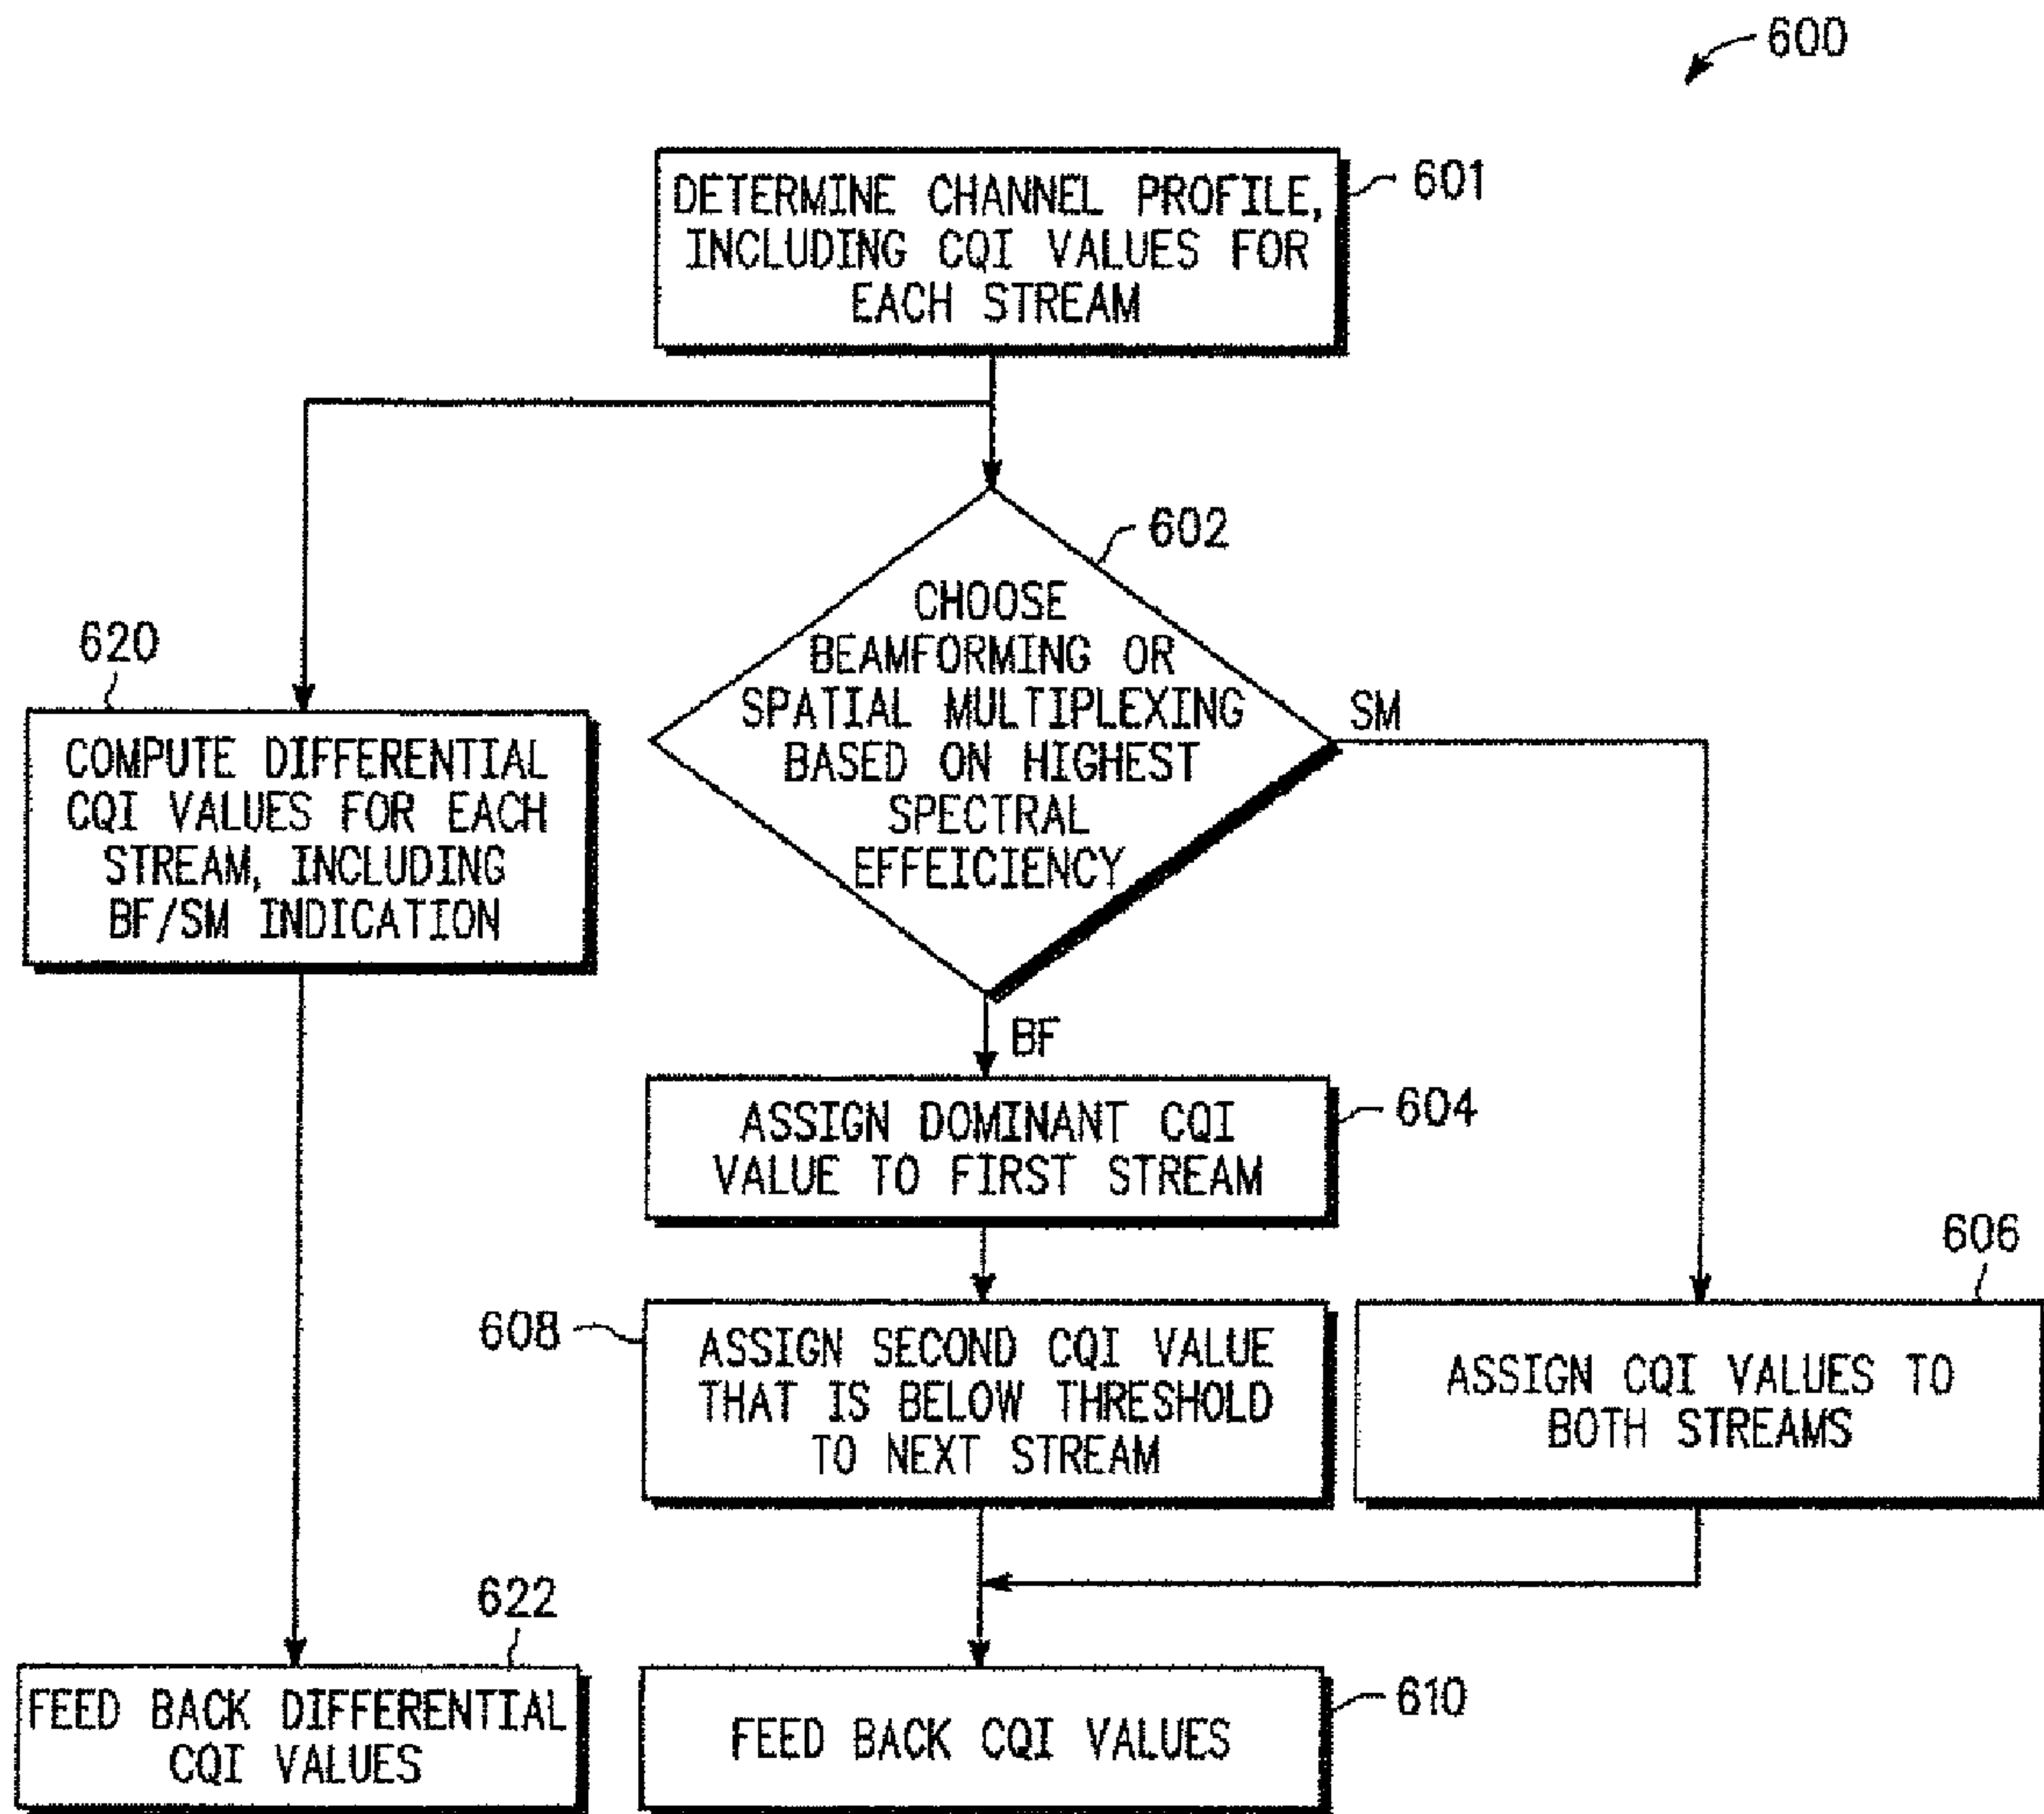 600
DETERMINE CHANNEL PROFILE,
INCLUDING CQI VALUES FOR
EACH STREAM
601
602
CHOOSE
BEAMFORMING OR
SPATIAL MULTIPLEXING
BASED ON HIGHEST
SPECTRAL
EFFEICIENCY
SM
620
COMPUTE DIFFERENTIAL
CQI VALUES FOR EACH
STREAM, INCLUDING
BF/SM INDICATION
BF
ASSIGN DOMINANT CQI
VALUE TO FIRST STREAM
604
608
ASSIGN SECOND CQI VALUE
THAT IS BELOW THRESHOLD
TO NEXT STREAM
606
ASSIGN CQI VALUES TO
BOTH STREAMS
622
FEED BACK DIFFERENTIAL
CQI VALUES
FEED BACK CQI VALUES
610